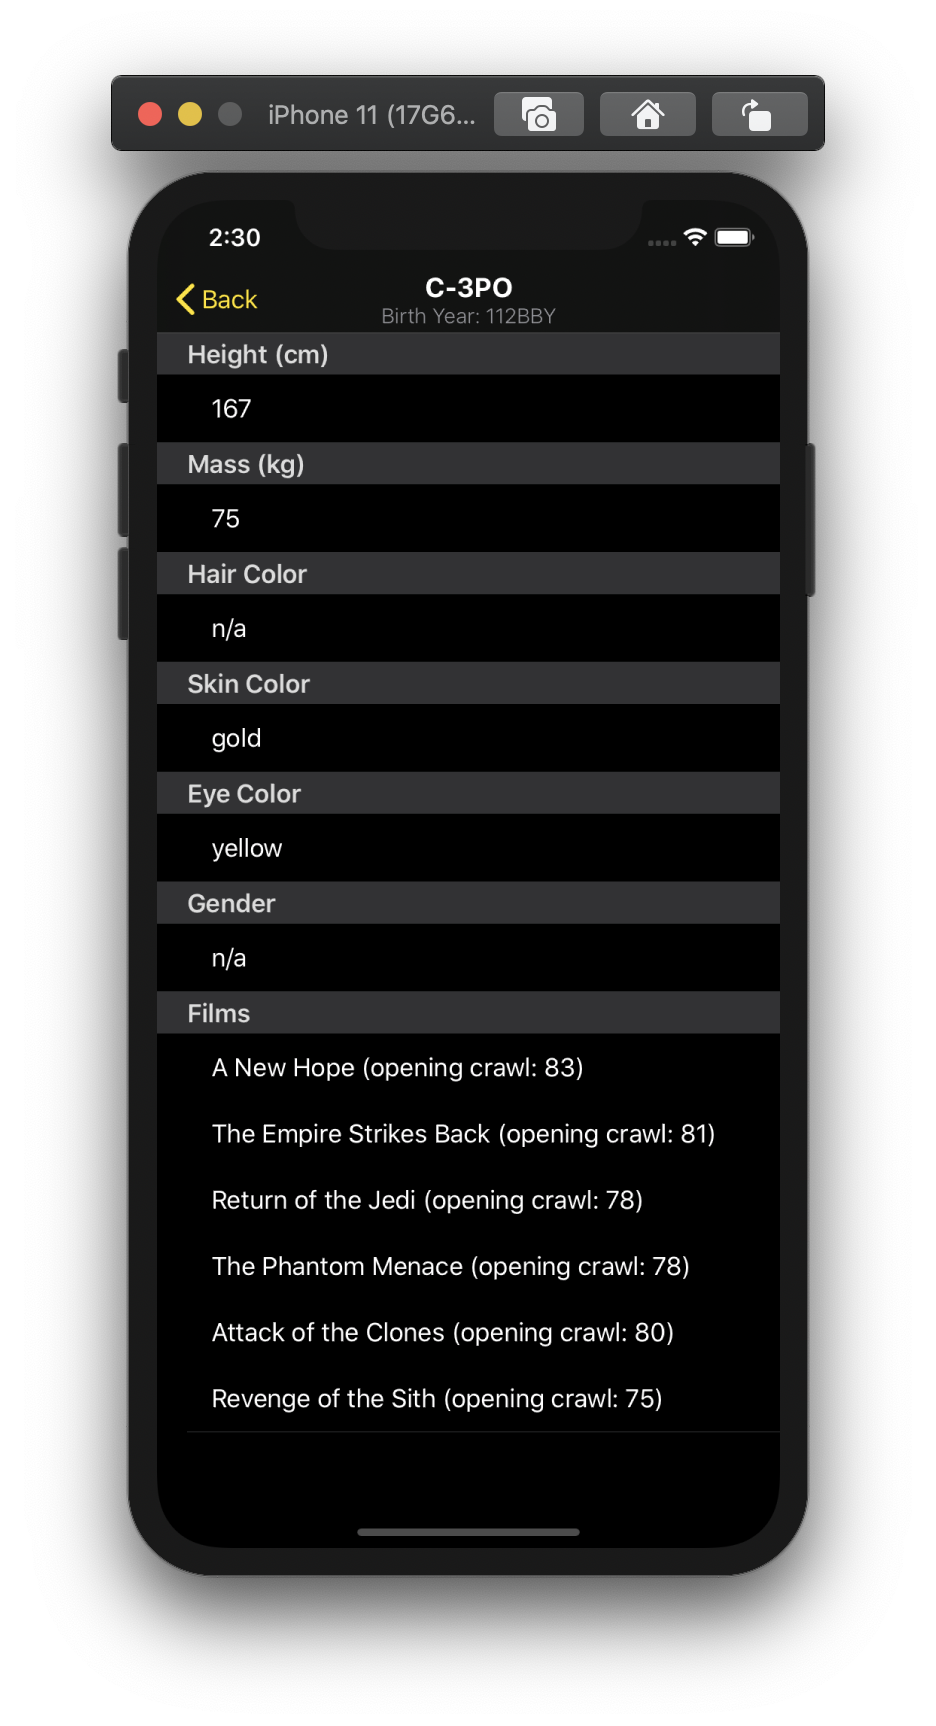 iPhone 11 (17G6...
2:30
Back
C-3PO
Birth Year: 112BBY
Height (cm)
167
Mass (kg)
75
Hair Color
n/a
Skin Color
gold
Eye Color
yellow
Gender
n/a
Films
A New Hope (opening crawl: 83)
The Empire Strikes Back (opening crawl: 81)
Return of the Jedi (opening crawl: 78)
The Phantom Menace (opening crawl: 78)
Attack of the Clones (opening crawl: 80)
Revenge of the Sith (opening crawl: 75)